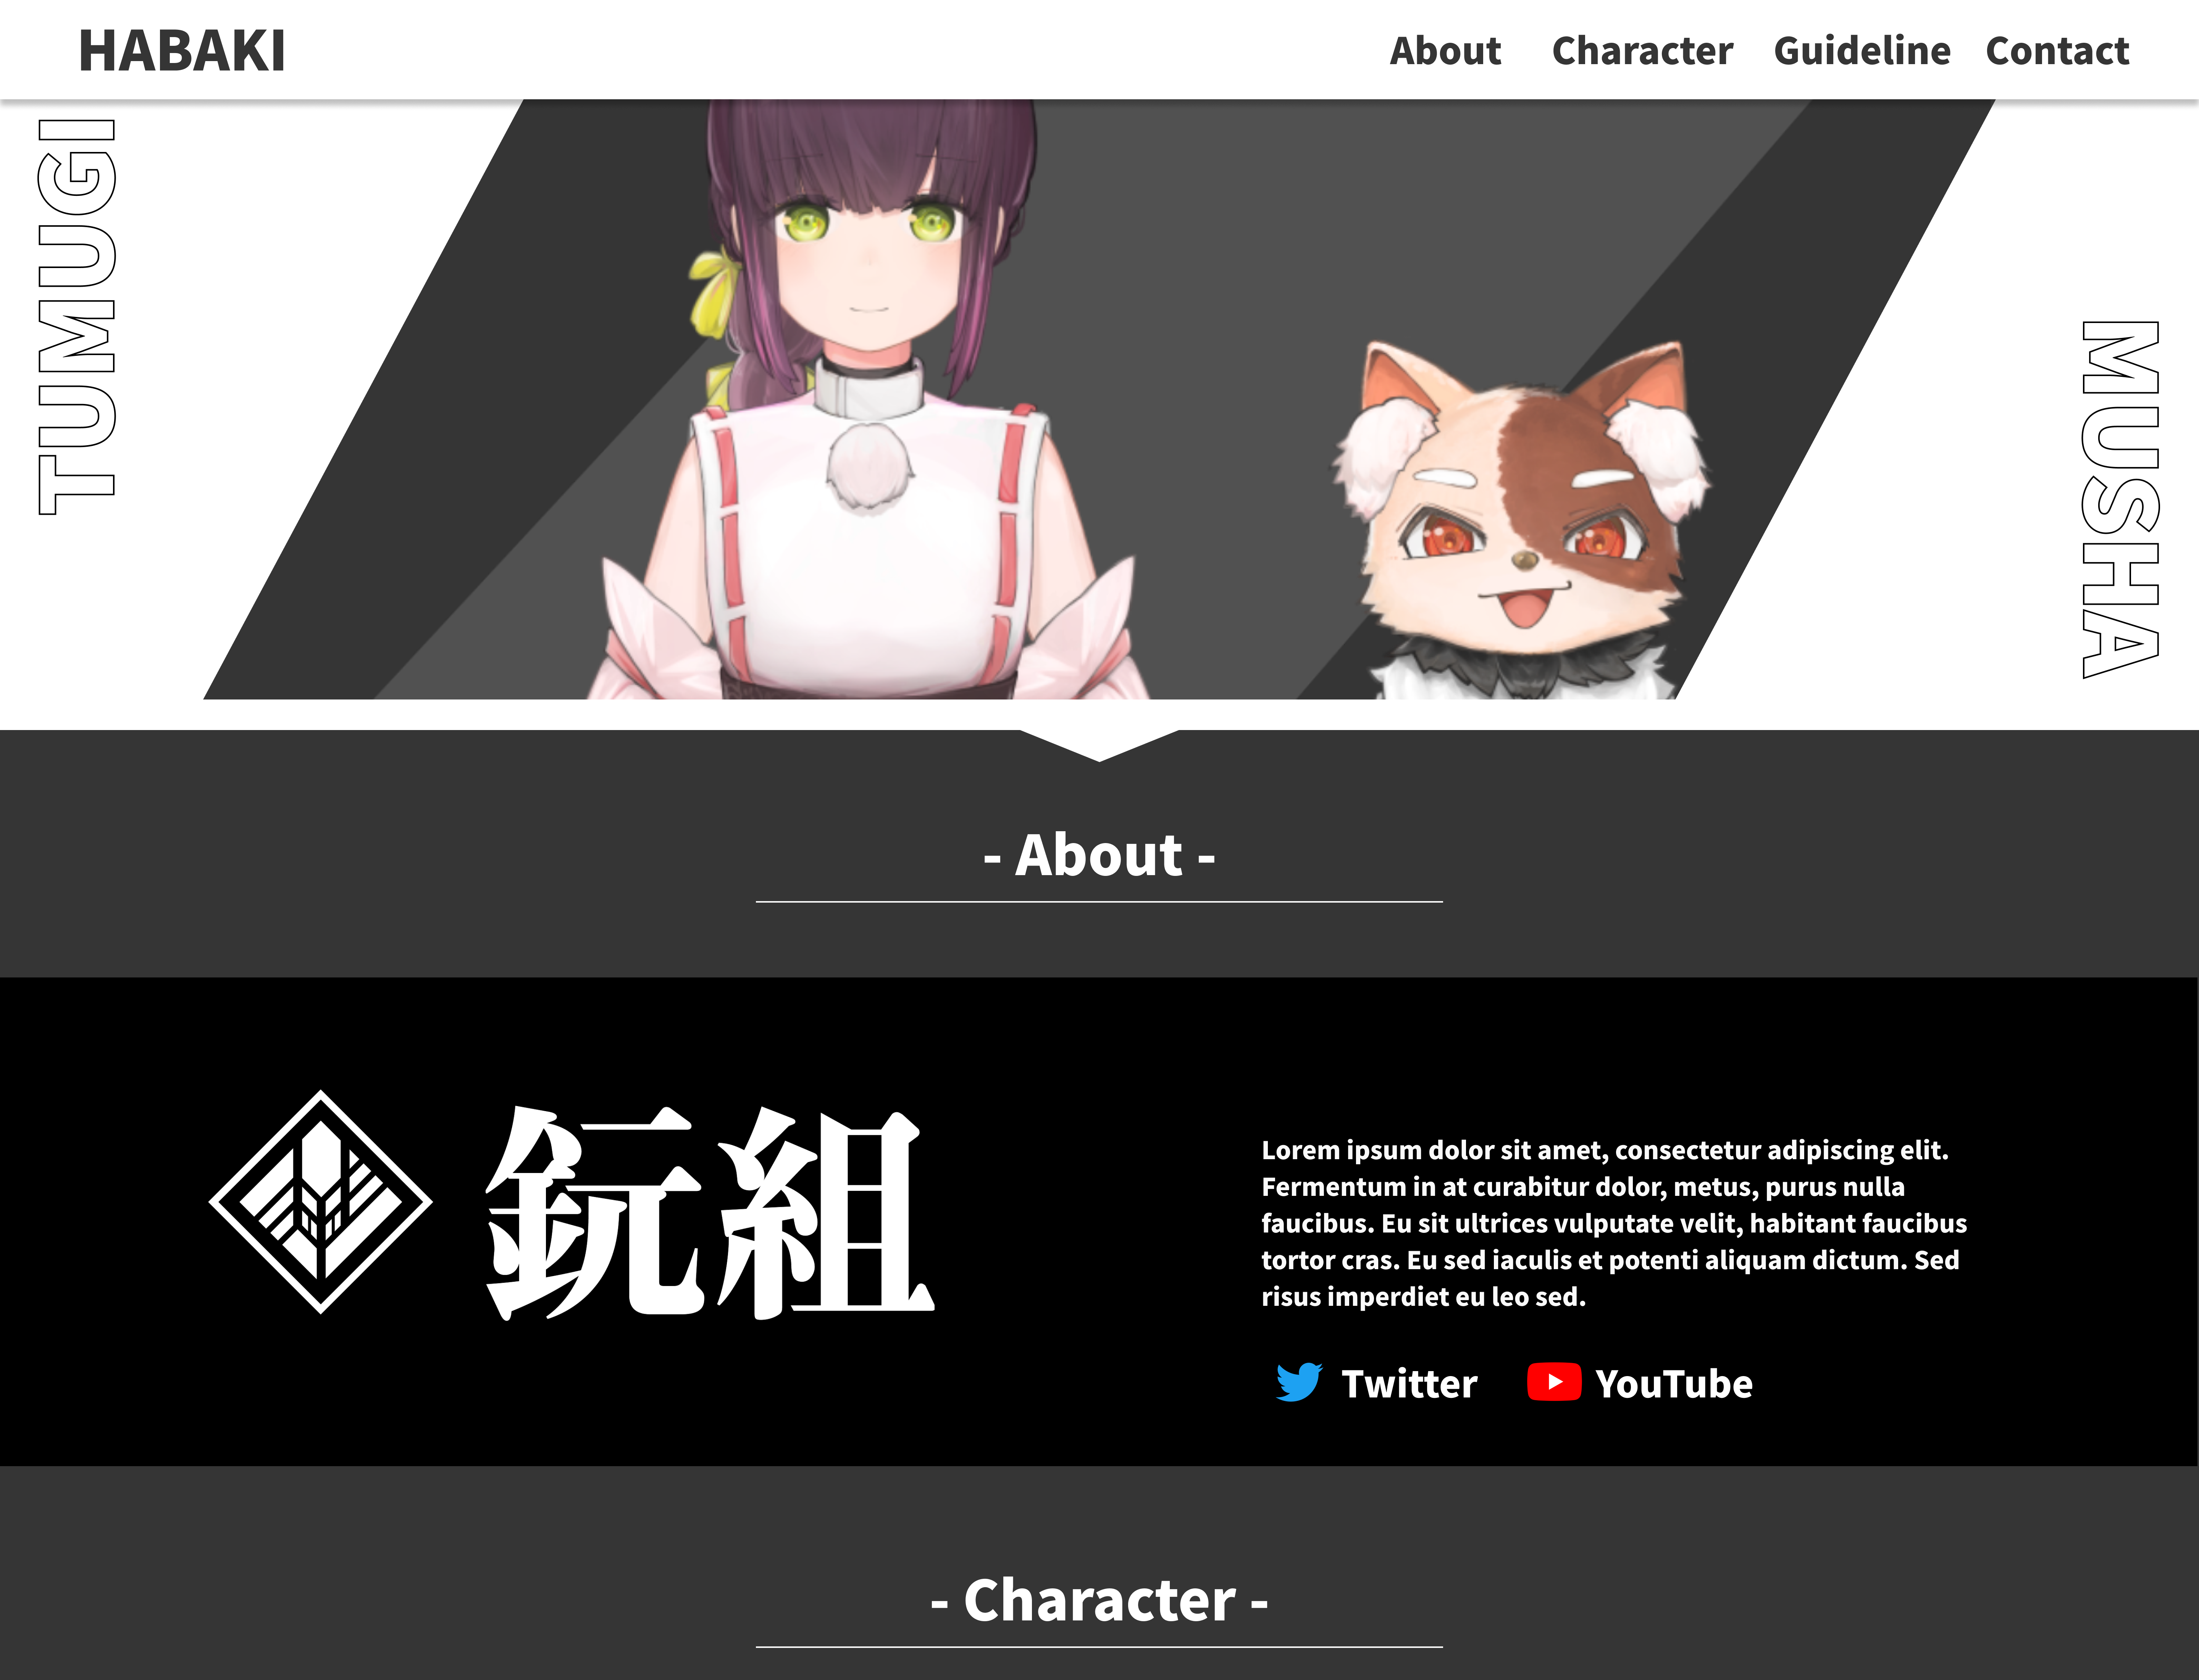 HABAKI
About Character Guideline Contact
TUMUGI
MUSHA
- About -
鈨組
Lorem ipsum dolor sit amet, consectetur adipiscing elit.
Fermentum in at curabitur dolor, metus, purus nulla
faucibus. Eu sit ultrices vulputate velit, habitant faucibus
tortor cras. Eu sed iaculis et potenti aliquam dictum. Sed
risus imperdiet eu leo sed.
Twitter YouTube
- Character -